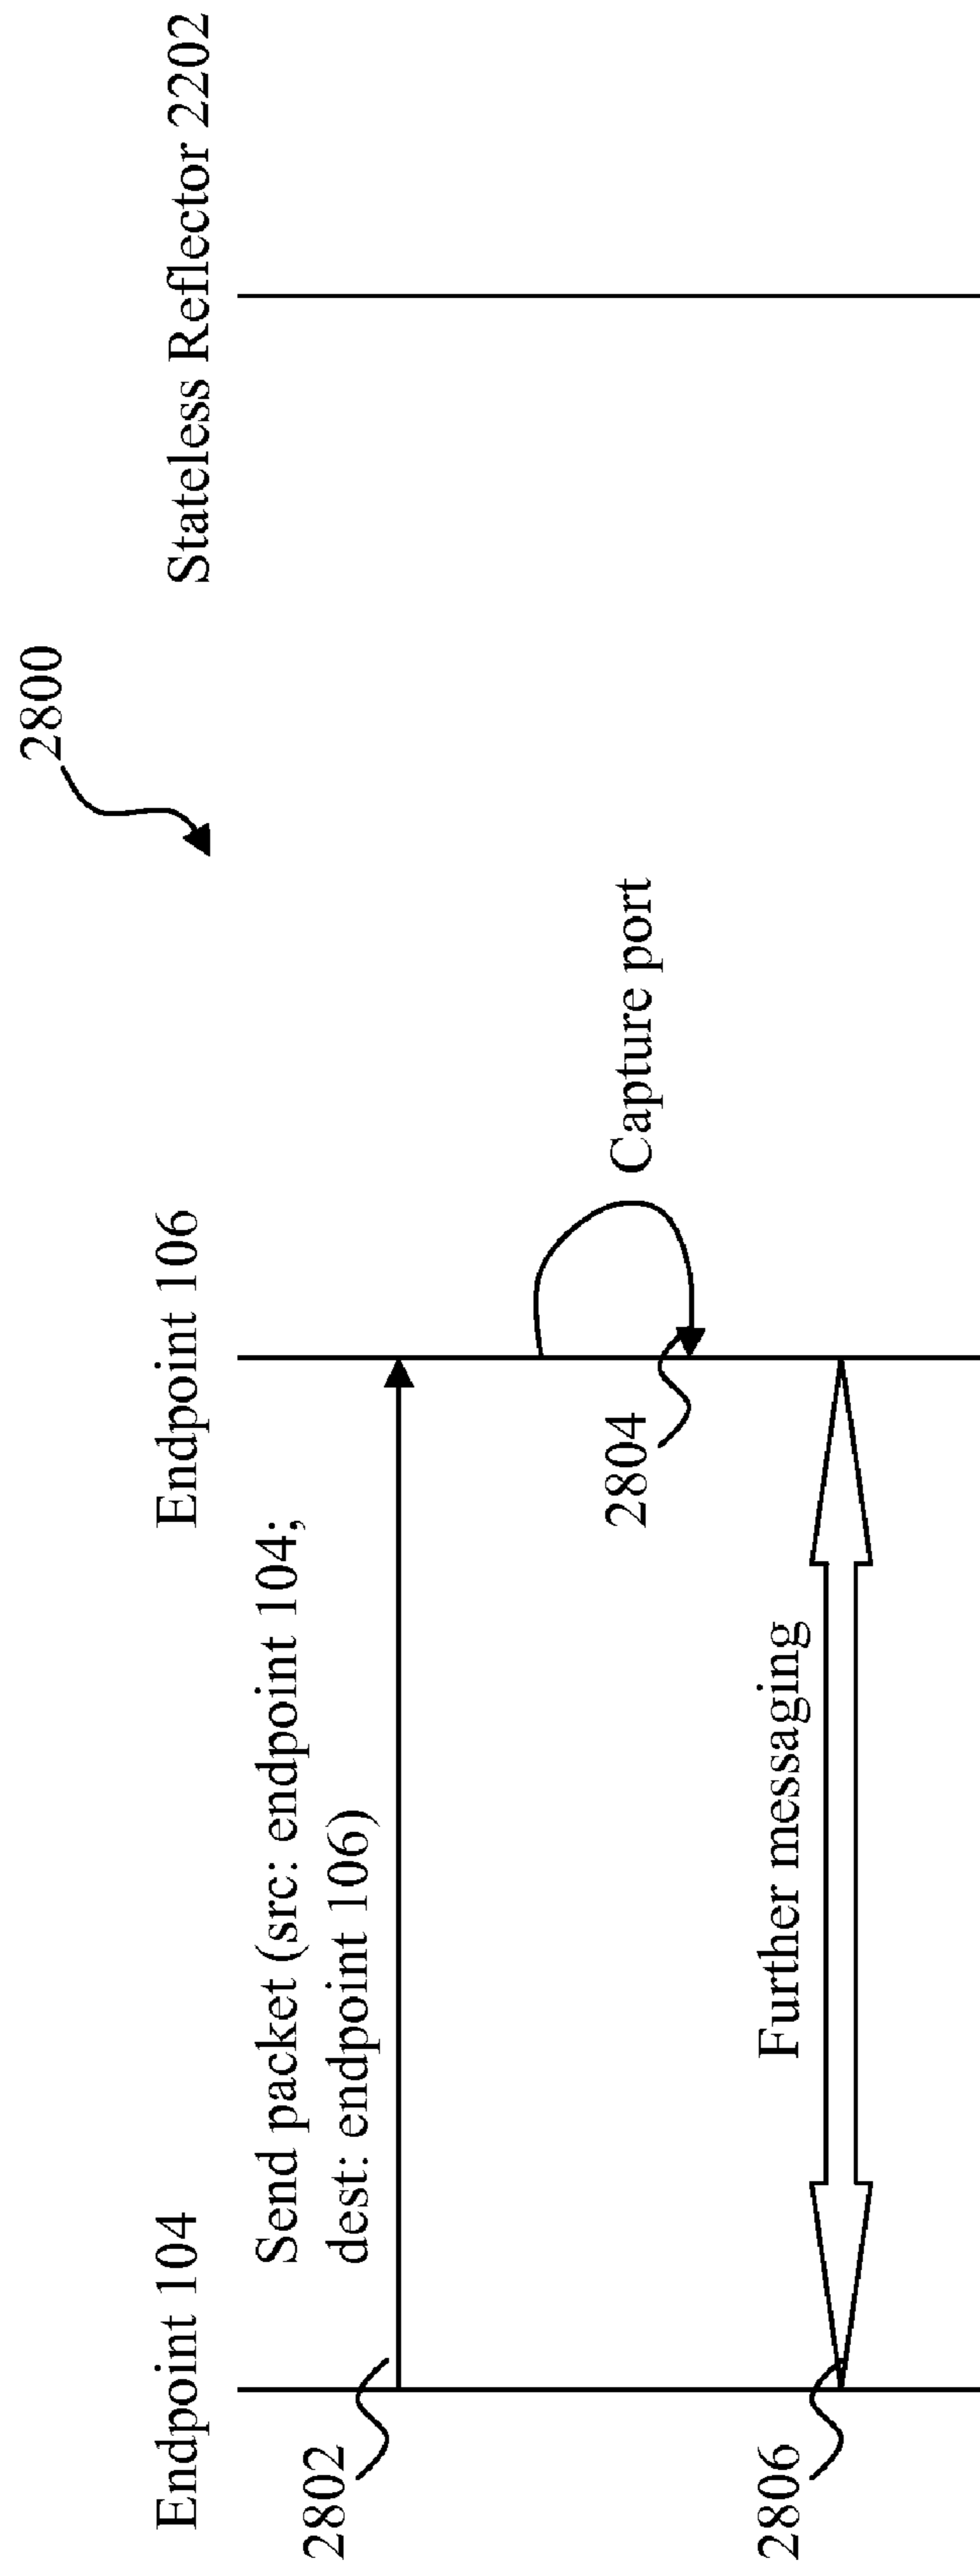 2800
Endpoint 104
Endpoint 106
Stateless Reflector 2202
Send packet (src: endpoint 104;
dest: endpoint 106)
2802
Capture port
2804
Further messaging
2806